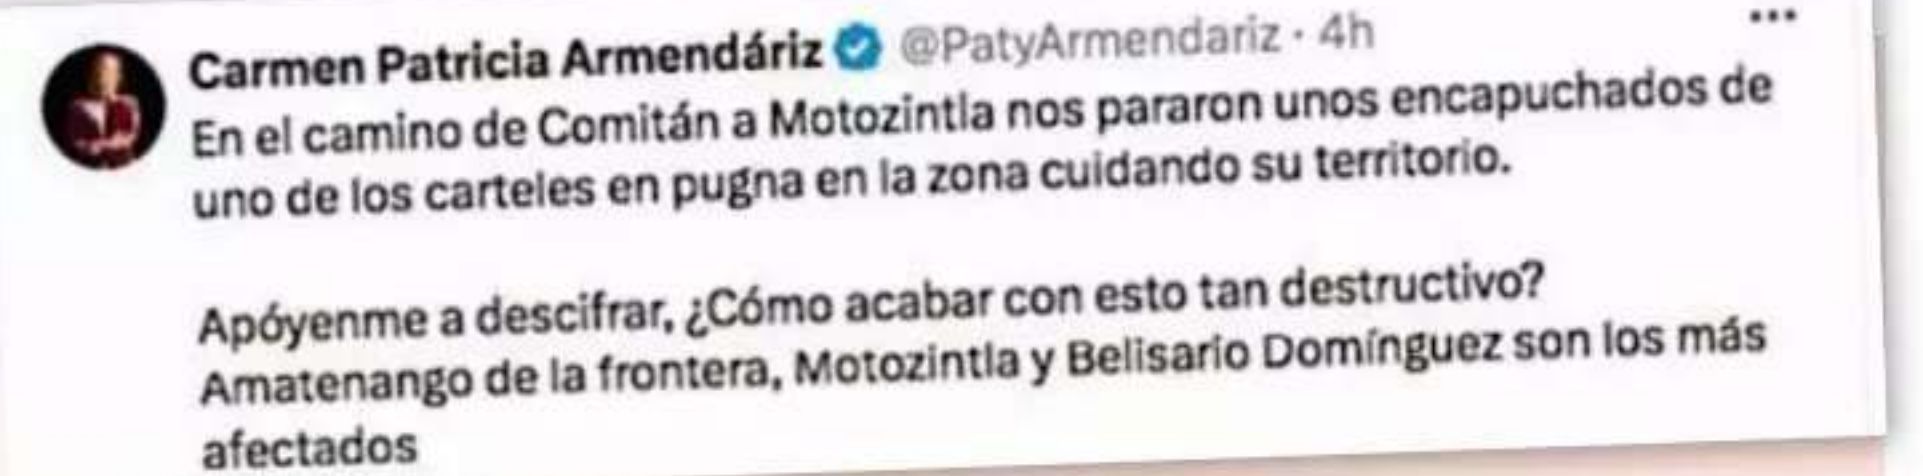 Carmen Patricia Armendáriz @PatyArmendariz · 4h ...
En el camino de Comitán a Motozintla nos pararon unos encapuchados de
uno de los carteles en pugna en la zona cuidando su territorio.
Apóyenme a descifrar, ¿Cómo acabar con esto tan destructivo?
Amatenango de la frontera, Motozintla y Belisario Domínguez son los más
afectados